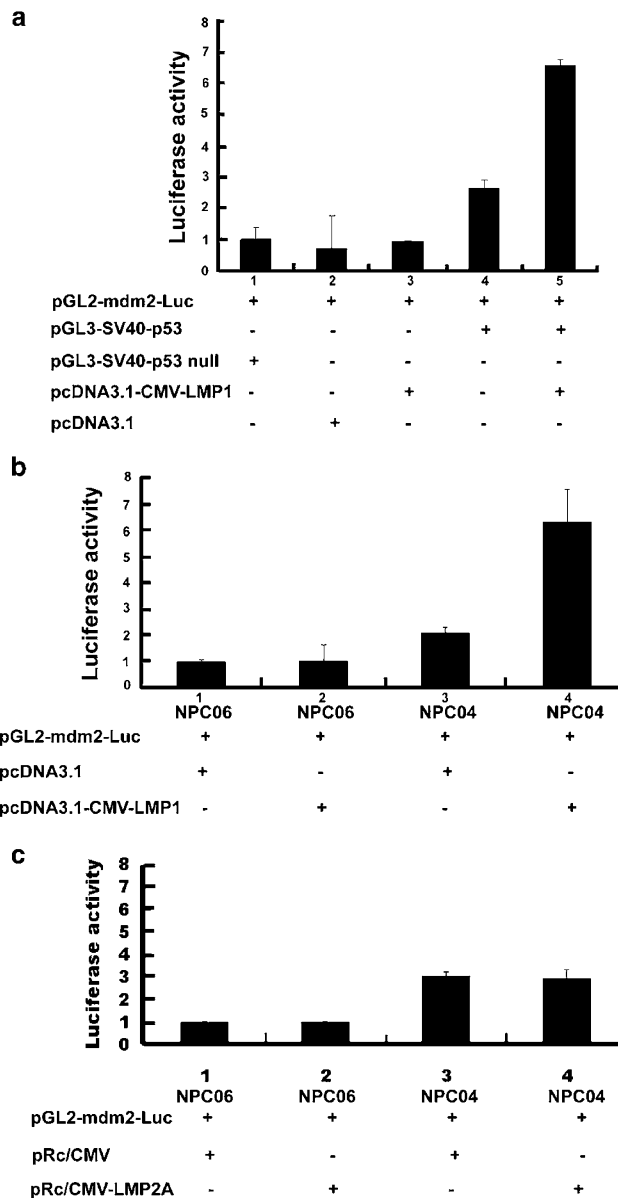 a
Luciferase activity
8
7
6
5
4
3
2
1
0
1 2 3 4 5
pGL2-mdm2-Luc + + + + +
pGL3-SV40-p53 - - - + +
pGL3-SV40-p53 null + - - - -
pcDNA3.1-CMV-LMP1 - - + - +
pcDNA3.1 - + - - -
b
Luciferase activity
8
7
6
5
4
3
2
1
0
1 2 3 4
NPC06 NPC06 NPC04 NPC04
pGL2-mdm2-Luc + + + +
pcDNA3.1 + - + -
pcDNA3.1-CMV-LMP1 - + - +
c
Luciferase activity
8
7
6
5
4
3
2
1
0
1 2 3 4
NPC06 NPC06 NPC04 NPC04
pGL2-mdm2-Luc + + + +
pRc/CMV + - + -
pRc/CMV-LMP2A - + - +